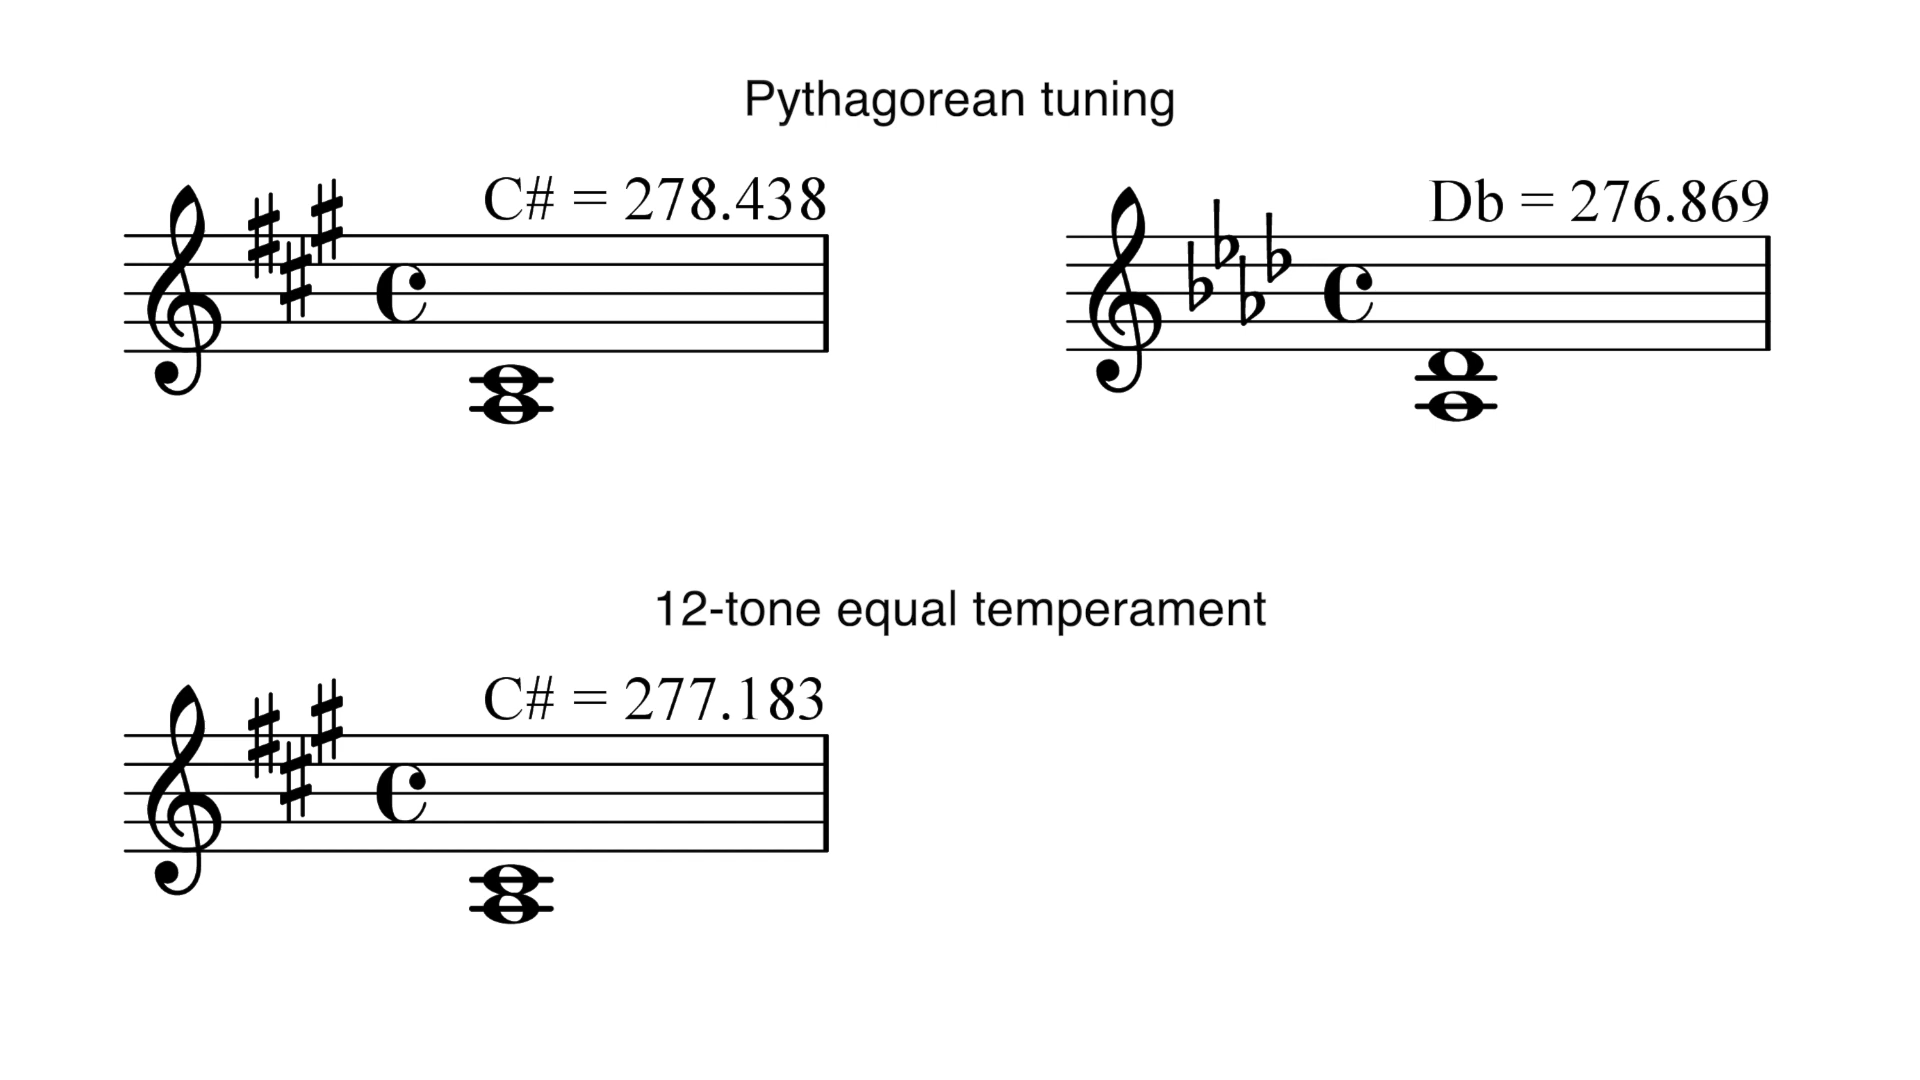 Pythagorean tuning
C# = 278.438
Db = 276.869
12-tone equal temperament
C# = 277.183